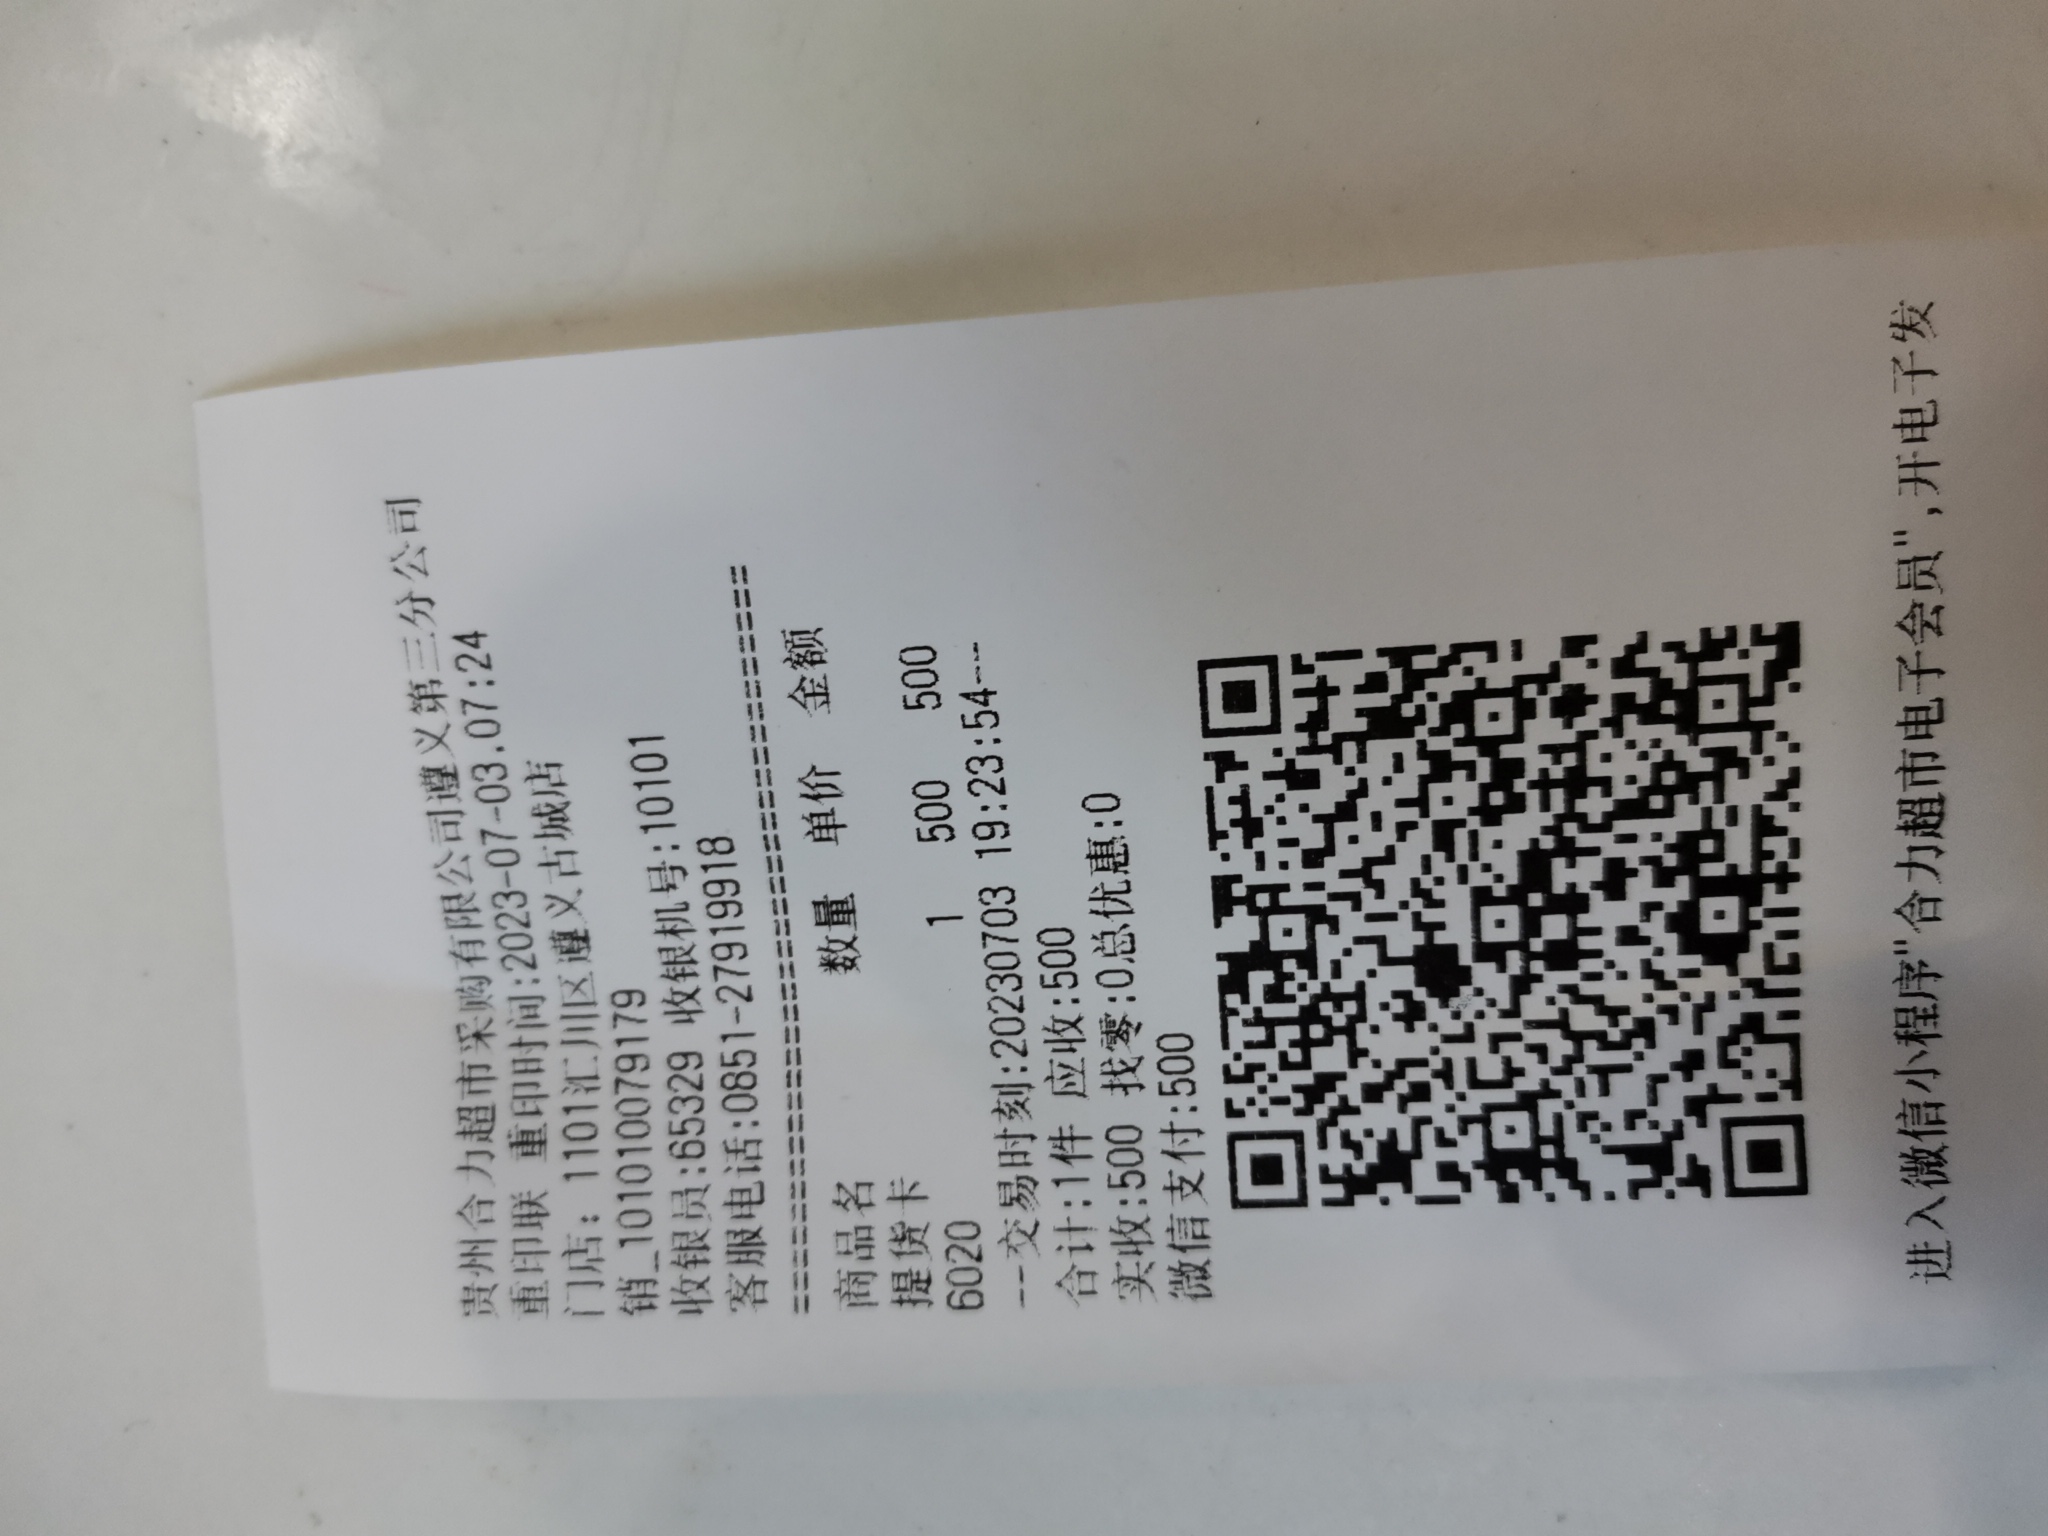 贵州合力超市采购有限公司遵义第三分公司
重印联 重印时间:2023-07-03.07:24
门店: 1101汇川区遵义古城店
销_101010079179
收银员:65329 收银机号:10101
客服电话:0851-27919918
==========================================
商品名 数量 单价 金额
提货卡
6020 1 500 500
---交易时刻:20230703 19:23:54---
合计:1件 应收:500
实收:500 找零:0总优惠:0
微信支付:500
进入微信小程序"合力超市电子会员",开电子发